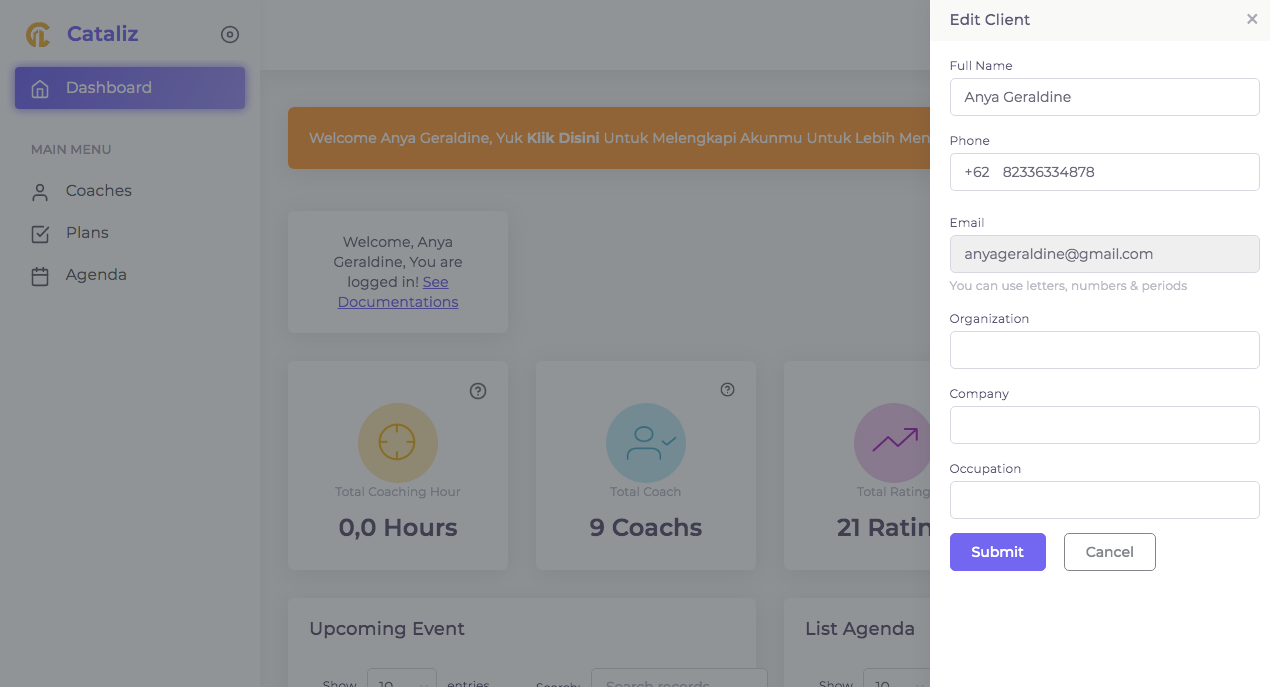 Cataliz
Dashboard
MAIN MENU
Coaches
Plans
Agenda
Welcome Anya Geraldine, Yuk Klik Disini Untuk Melengkapi Akunmu Untuk Lebih Men
Welcome, Anya
Geraldine, You are
logged in! See
Documentations
Total Coaching Hour
0,0 Hours
Total Coach
9 Coachs
Total Rating
21 Ratin
Upcoming Event
Show 10 entries
Search: Search records
List Agenda
Show 10
Edit Client
×
Full Name
Anya Geraldine
Phone
+62 82336334878
Email
anyageraldine@gmail.com
You can use letters, numbers & periods
Organization
Company
Occupation
Submit
Cancel